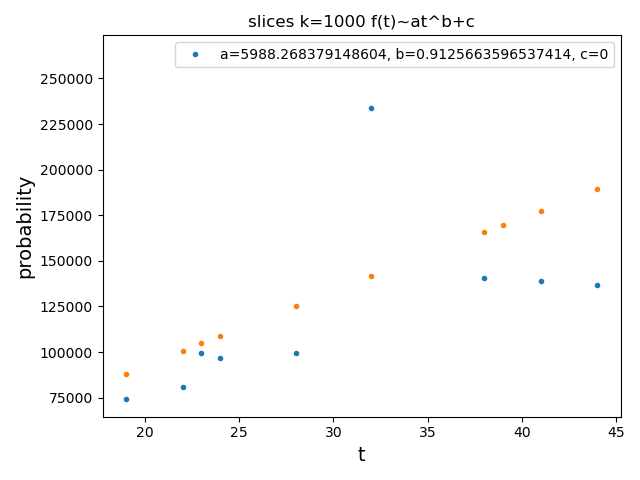 slices k=1000 f(t)~at^b+c
a=5988.268379148604, b=0.9125663596537414, c=0
250000
225000
200000
175000
150000
125000
100000
75000
probability
20 25 30 35 40 45
t